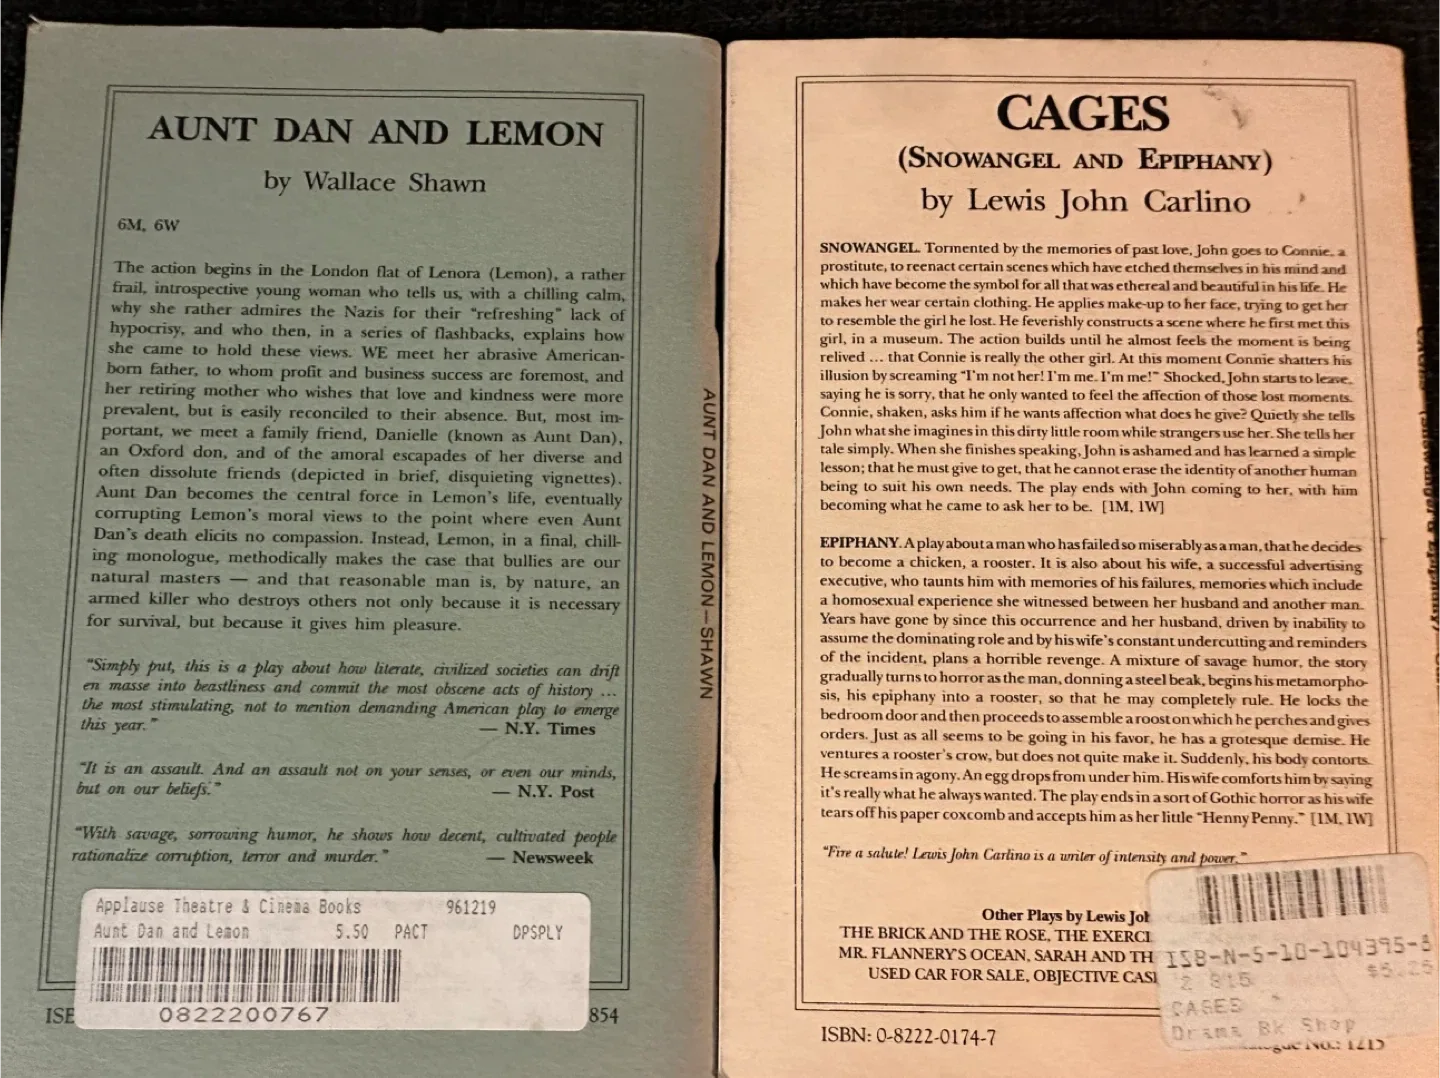 AUNT DAN AND LEMON
by Wallace Shawn
6M, 6W
The action begins in the London flat of Lenora (Lemon), a rather
frail, introspective young woman who tells us, with a chilling calm,
why she rather admires the Nazis for their "refreshing" lack of
hypocrisy, and who then, in a series of flashbacks, explains how
she came to hold these views. WE meet her abrasive American-
born father, to whom profit and business success are foremost, and
her retiring mother who wishes that love and kindness were more
prevalent, but is easily reconciled to their absence. But, most im-
portant, we meet a family friend, Danielle (known as Aunt Dan),
an Oxford don, and of the amoral escapades of her diverse and
often dissolute friends (depicted in brief, disquieting vignettes).
Aunt Dan becomes the central force in Lemon's life, eventually
corrupting Lemon's moral views to the point where even Aunt
Dan's death elicits no compassion. Instead, Lemon, in a final, chill-
ing monologue, methodically makes the case that bullies are our
natural masters — and that reasonable man is, by nature, an
armed killer who destroys others not only because it is necessary
for survival, but because it gives him pleasure.
"Simply put, this is a play about how literate, civilized societies can drift
en masse into beastliness and commit the most obscene acts of history ...
the most stimulating, not to mention demanding American play to emerge
this year."
— N.Y. Times
"It is an assault. And an assault not on your senses, or even our minds,
but on our beliefs."
— N.Y. Post
"With savage, sorrowing humor, he shows how decent, cultivated people
rationalize corruption, terror and murder."
— Newsweek
Applause Theatre & Cinema Books 961219
Aunt Dan and Lemon 5.50 PACT DPSPLY
0822200767
854
AUNT DAN AND LEMON—SHAWN
CAGES
(SNOWANGEL AND EPIPHANY)
by Lewis John Carlino
SNOWANGEL. Tormented by the memories of past love, John goes to Connie, a
prostitute, to reenact certain scenes which have etched themselves in his mind and
which have become the symbol for all that was ethereal and beautiful in his life. He
makes her wear certain clothing. He applies make-up to her face, trying to get her
to resemble the girl he lost. He feverishly constructs a scene where he first met this
girl, in a museum. The action builds until he almost feels the moment is being
relived ... that Connie is really the other girl. At this moment Connie shatters his
illusion by screaming "I'm not her! I'm me. I'm me!" Shocked, John starts to leave,
saying he is sorry, that he only wanted to feel the affection of those lost moments.
Connie, shaken, asks him if he wants affection what does he give? Quietly she tells
John what she imagines in this dirty little room while strangers use her. She tells her
tale simply. When she finishes speaking, John is ashamed and has learned a simple
lesson; that he must give to get, that he cannot erase the identity of another human
being to suit his own needs. The play ends with John coming to her, with him
becoming what he came to ask her to be. [1M, 1W]
EPIPHANY. A play about a man who has failed so miserably as a man, that he decides
to become a chicken, a rooster. It is also about his wife, a successful advertising
executive, who taunts him with memories of his failures, memories which include
a homosexual experience she witnessed between her husband and another man.
Years have gone by since this occurrence and her husband, driven by inability to
assume the dominating role and by his wife's constant undercutting and reminders
of the incident, plans a horrible revenge. A mixture of savage humor, the story
gradually turns to horror as the man, donning a steel beak, begins his metamorpho-
sis, his epiphany into a rooster, so that he may completely rule. He locks the
bedroom door and then proceeds to assemble a roost on which he perches and gives
orders. Just as all seems to be going in his favor, he has a grotesque demise. He
ventures a rooster's crow, but does not quite make it. Suddenly, his body contorts.
He screams in agony. An egg drops from under him. His wife comforts him by saying
it's really what he always wanted. The play ends in a sort of Gothic horror as his wife
tears off his paper coxcomb and accepts him as her little "Henny Penny." [1M, 1W]
"Fire a salute! Lewis John Carlino is a writer of intensity and power."
Other Plays by Lewis
THE BRICK AND THE ROSE, THE
MR. FLANNERY'S OCEAN, SARAH AND
USED CAR FOR SALE, OBJECTIVE
ISBN: 0-8222-0174-7
ISB-N-5-10-104395-8
2 815 $5.25
CAGES
Drama Bk Shop
No.: 1215